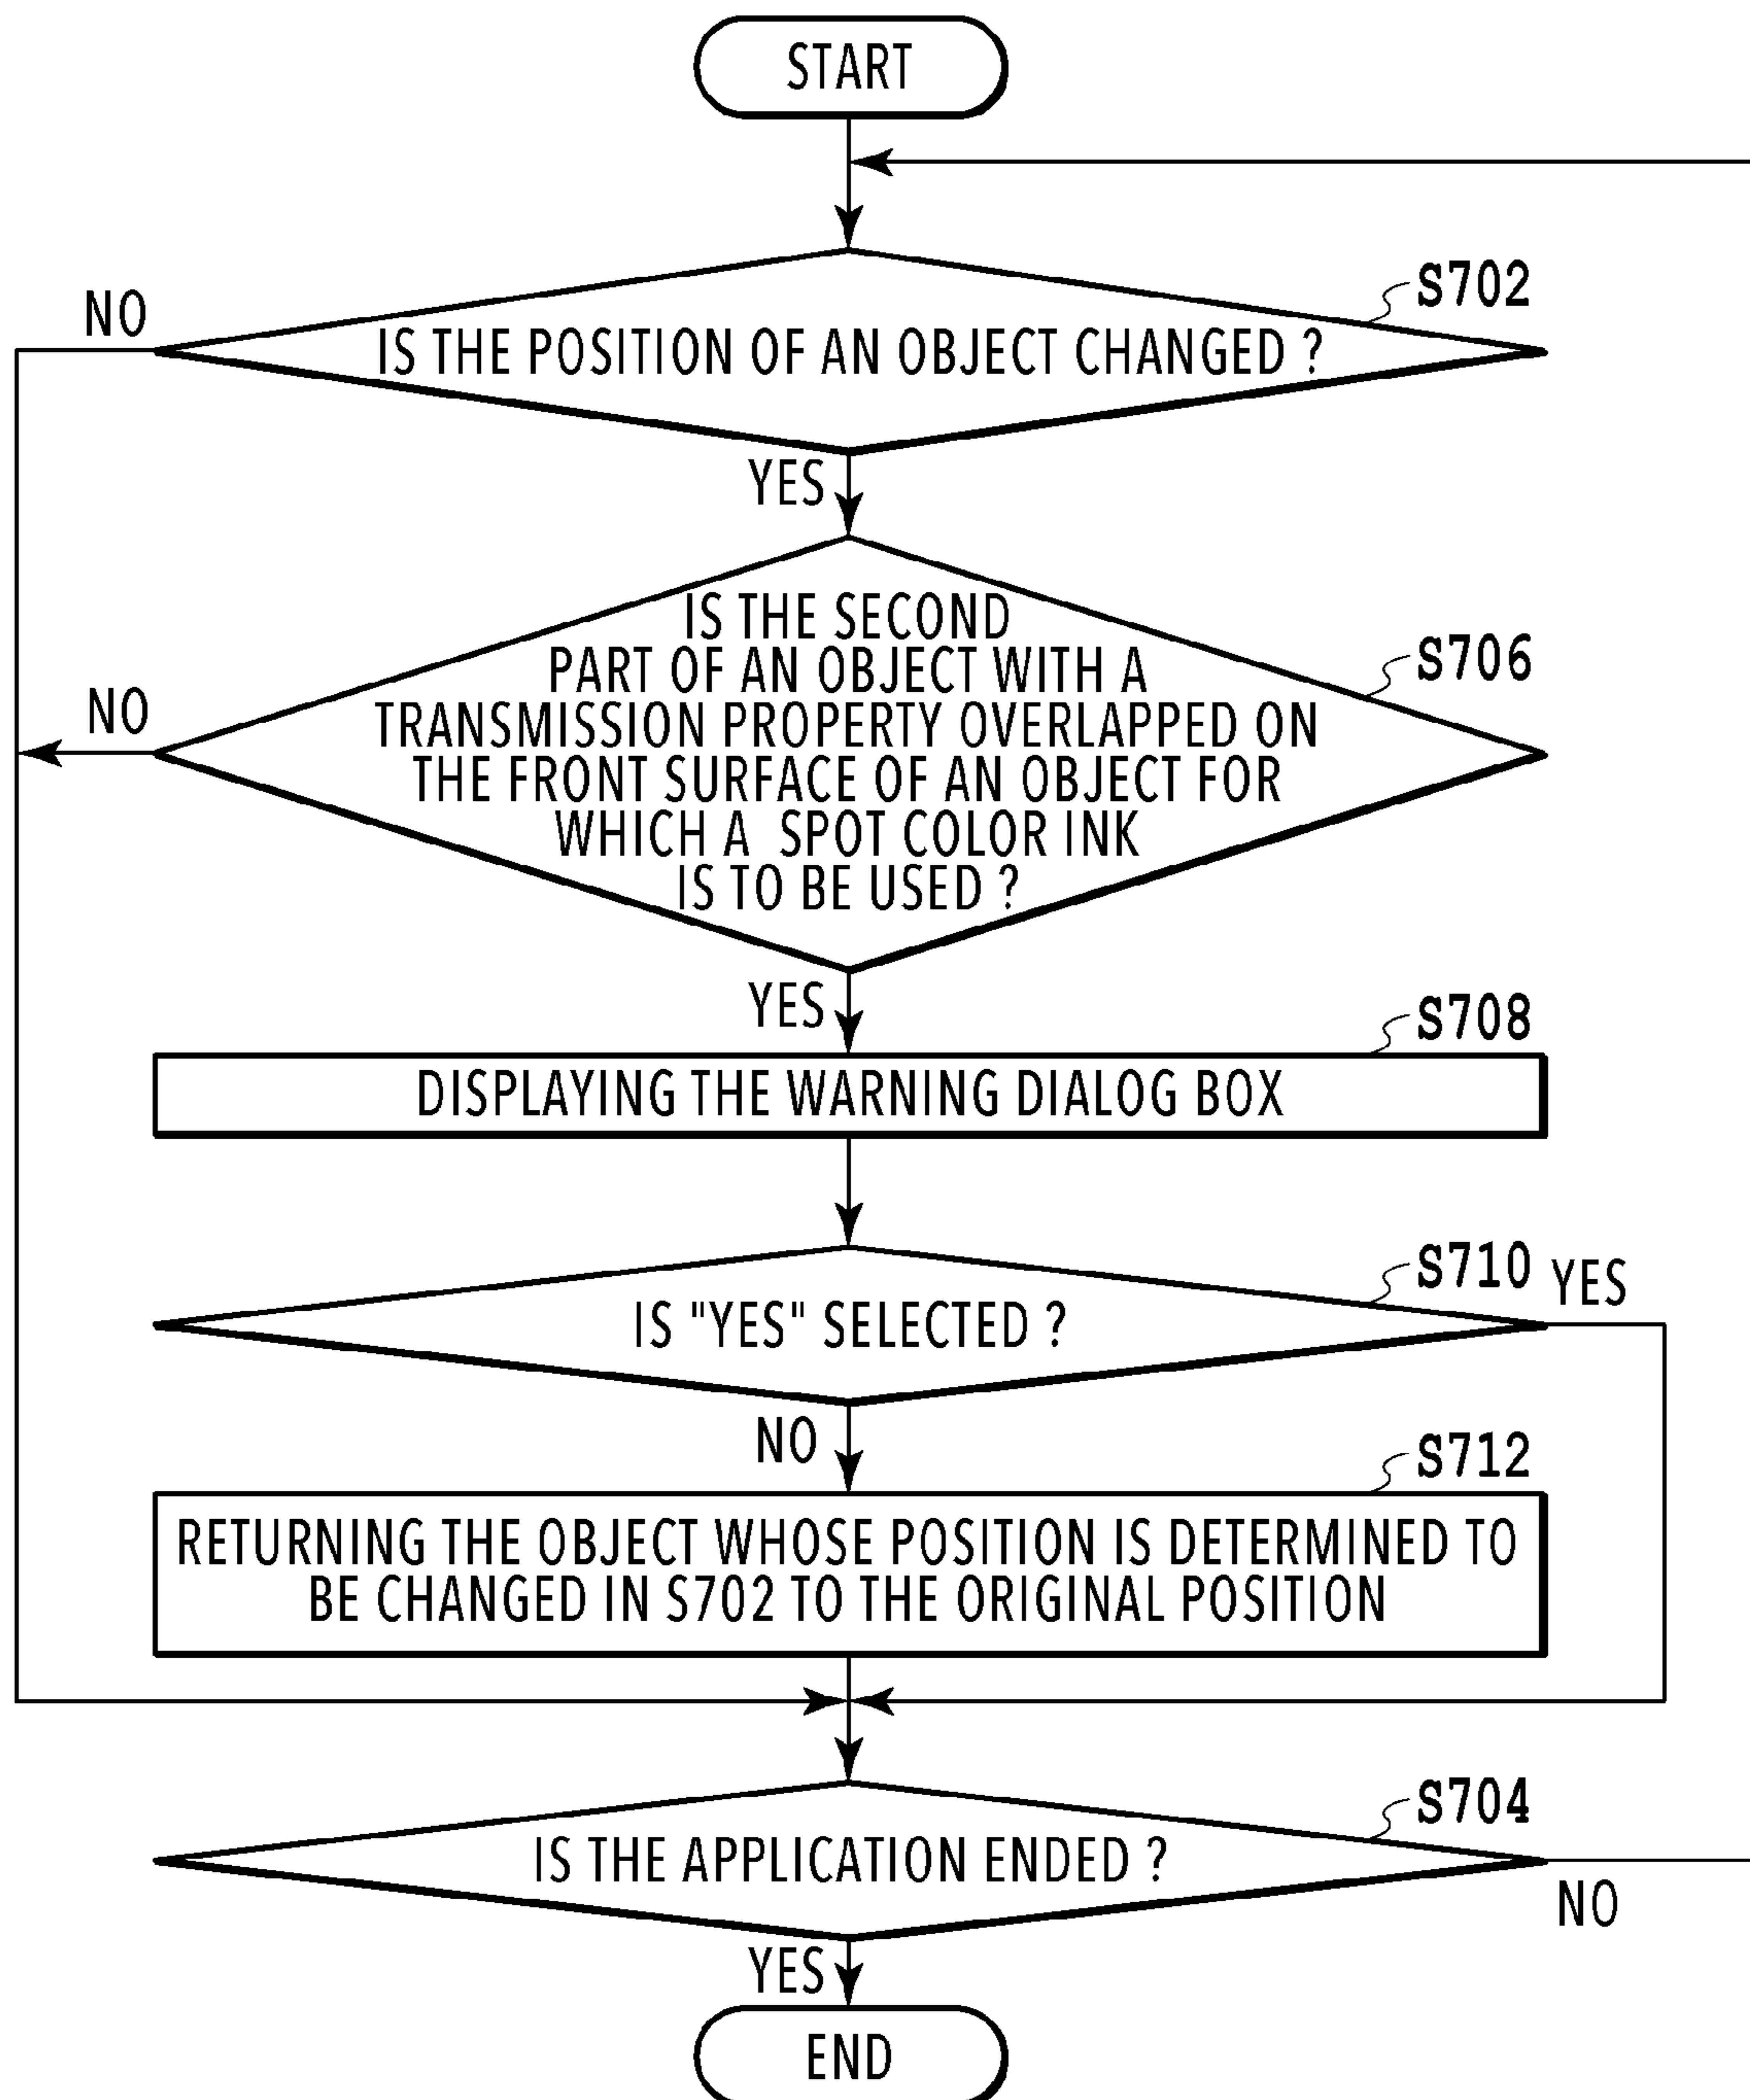 START
S702
NO
IS THE POSITION OF AN OBJECT CHANGED ?
YES
IS THE SECOND
PART OF AN OBJECT WITH A
TRANSMISSION PROPERTY OVERLAPPED ON
THE FRONT SURFACE OF AN OBJECT FOR
WHICH A SPOT COLOR INK
IS TO BE USED ?
S706
NO
YES
S708
DISPLAYING THE WARNING DIALOG BOX
S710
YES
IS "YES" SELECTED ?
NO
S712
RETURNING THE OBJECT WHOSE POSITION IS DETERMINED TO
BE CHANGED IN S702 TO THE ORIGINAL POSITION
S704
IS THE APPLICATION ENDED ?
NO
YES
END